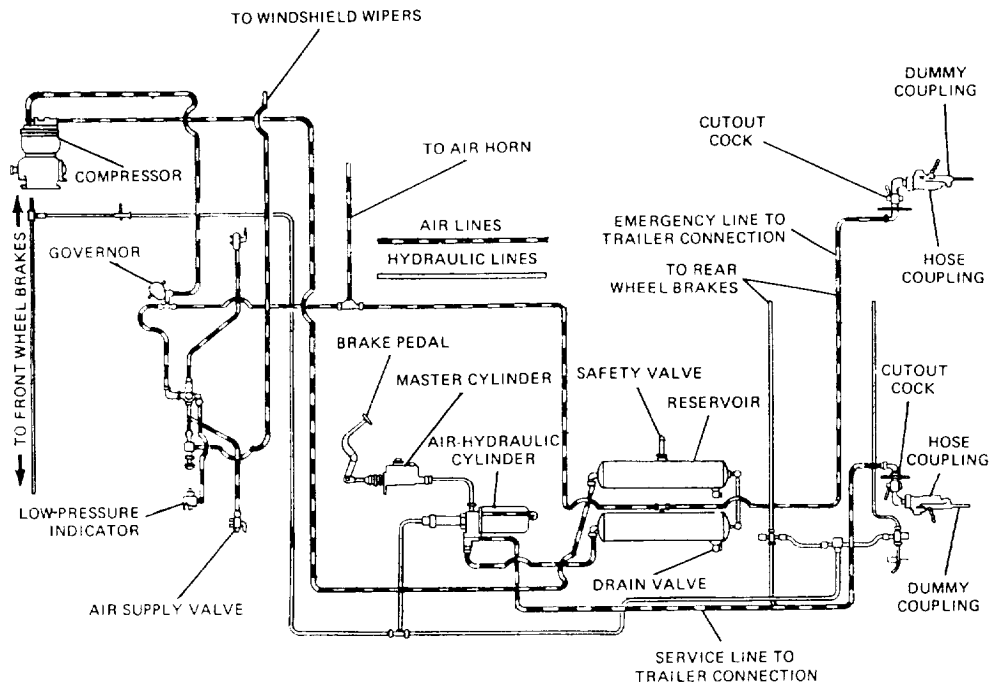 TO WINDSHIELD WIPERS
DUMMY
COUPLING
CUTOUT
COCK
COMPRESSOR
TO AIR HORN
AIR LINES
HYDRAULIC LINES
EMERGENCY LINE TO
TRAILER CONNECTION
HOSE
COUPLING
GOVERNOR
TO REAR
WHEEL BRAKES
TO FRONT WHEEL BRAKES
BRAKE PEDAL
MASTER CYLINDER
SAFETY VALVE
RESERVOIR
CUTOUT
COCK
AIR-HYDRAULIC
CYLINDER
HOSE
COUPLING
LOW-PRESSURE
INDICATOR
AIR SUPPLY VALVE
DRAIN VALVE
DUMMY
COUPLING
SERVICE LINE TO
TRAILER CONNECTION